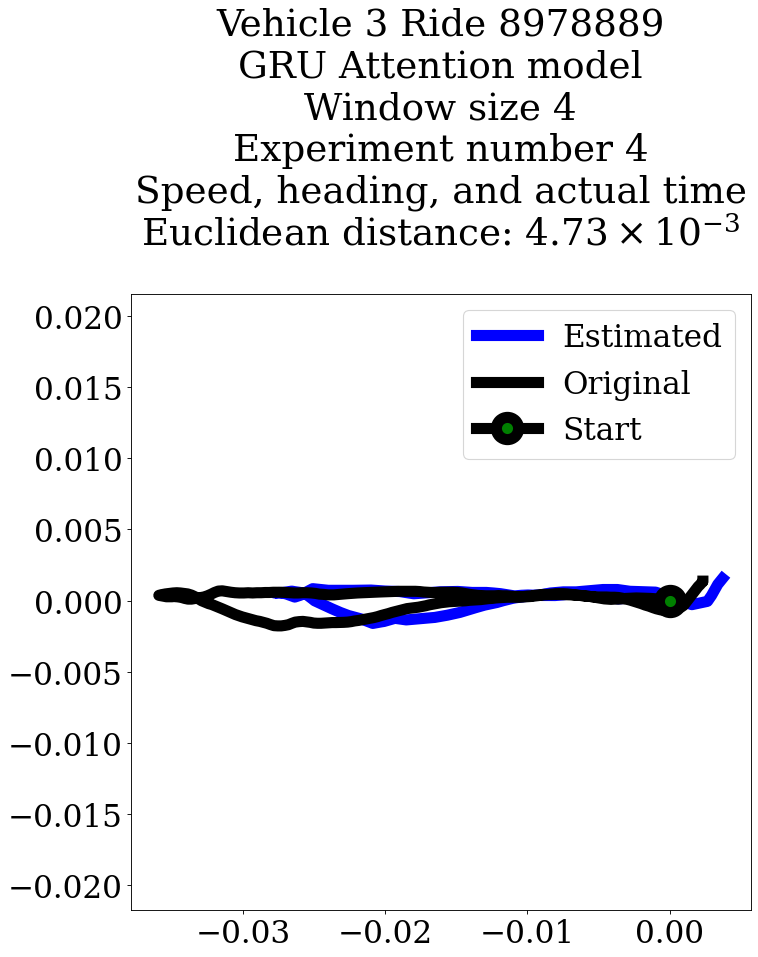 Vehicle 3 Ride 8978889
GRU Attention model
Window size 4
Experiment number 4
Speed, heading, and actual time
Euclidean distance: 4.73 × 10⁻³
Estimated
Original
Start
0.020
0.015
0.010
0.005
0.000
−0.005
−0.010
−0.015
−0.020
−0.03 −0.02 −0.01 0.00